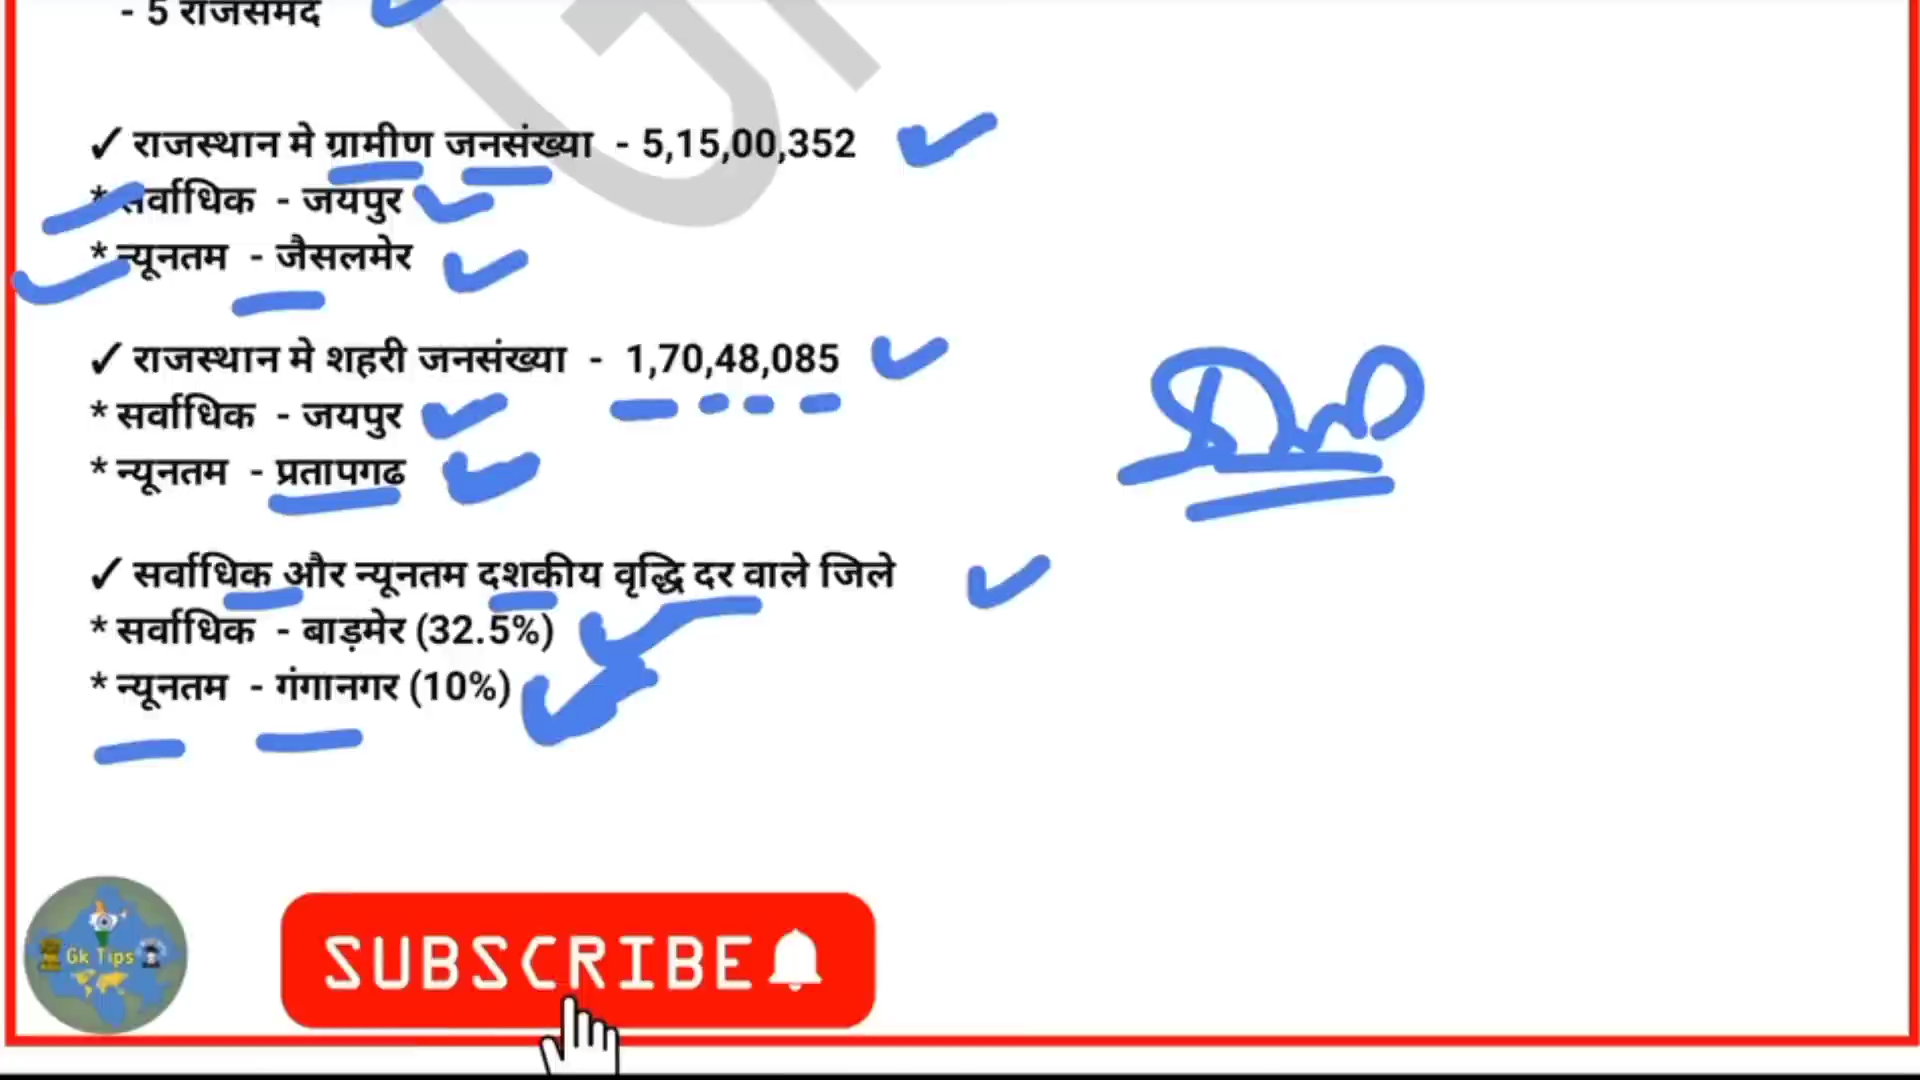 - 5 राजसमंद
✓ राजस्थान मे ग्रामीण जनसंख्या - 5,15,00,352
* सर्वाधिक - जयपुर
* न्यूनतम - जैसलमेर
✓ राजस्थान मे शहरी जनसंख्या - 1,70,48,085
* सर्वाधिक - जयपुर
* न्यूनतम - प्रतापगढ
✓ सर्वाधिक और न्यूनतम दशकीय वृद्धि दर वाले जिले
* सर्वाधिक - बाड़मेर (32.5%)
* न्यूनतम - गंगानगर (10%)
Gk Tips
SUBSCRIBE